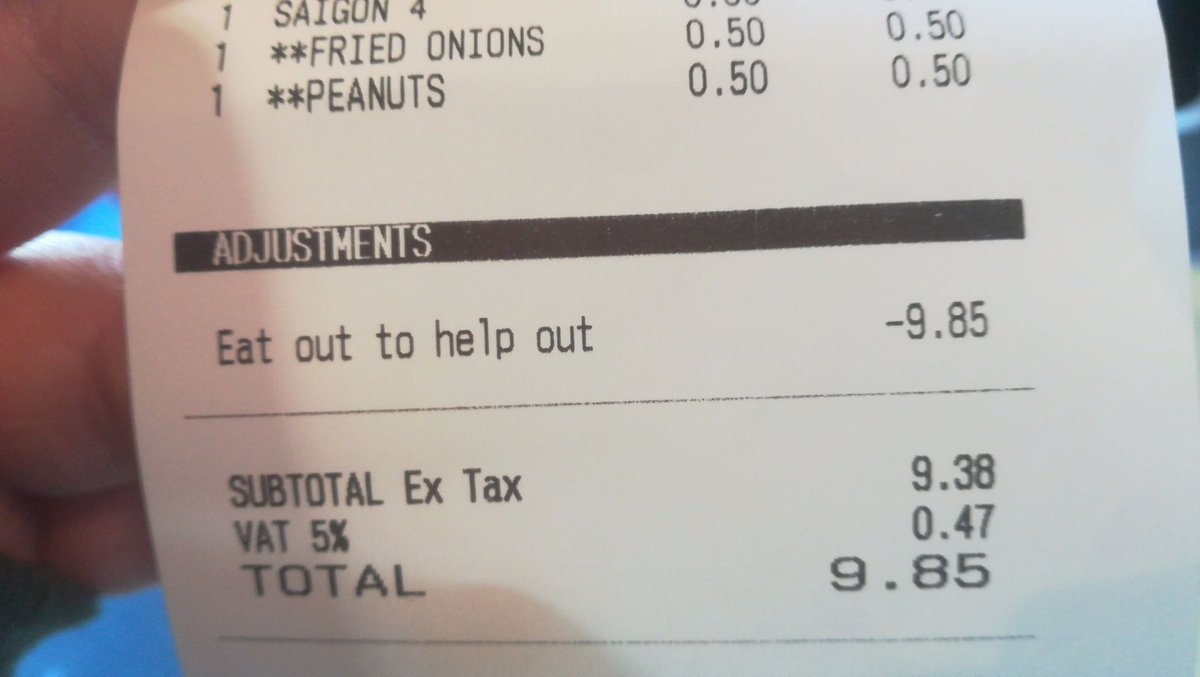 1 SAIGON 4
1 **FRIED ONIONS 0.50 0.50
1 **PEANUTS 0.50 0.50
ADJUSTMENTS
Eat out to help out -9.85
SUBTOTAL Ex Tax 9.38
VAT 5% 0.47
TOTAL 9.85